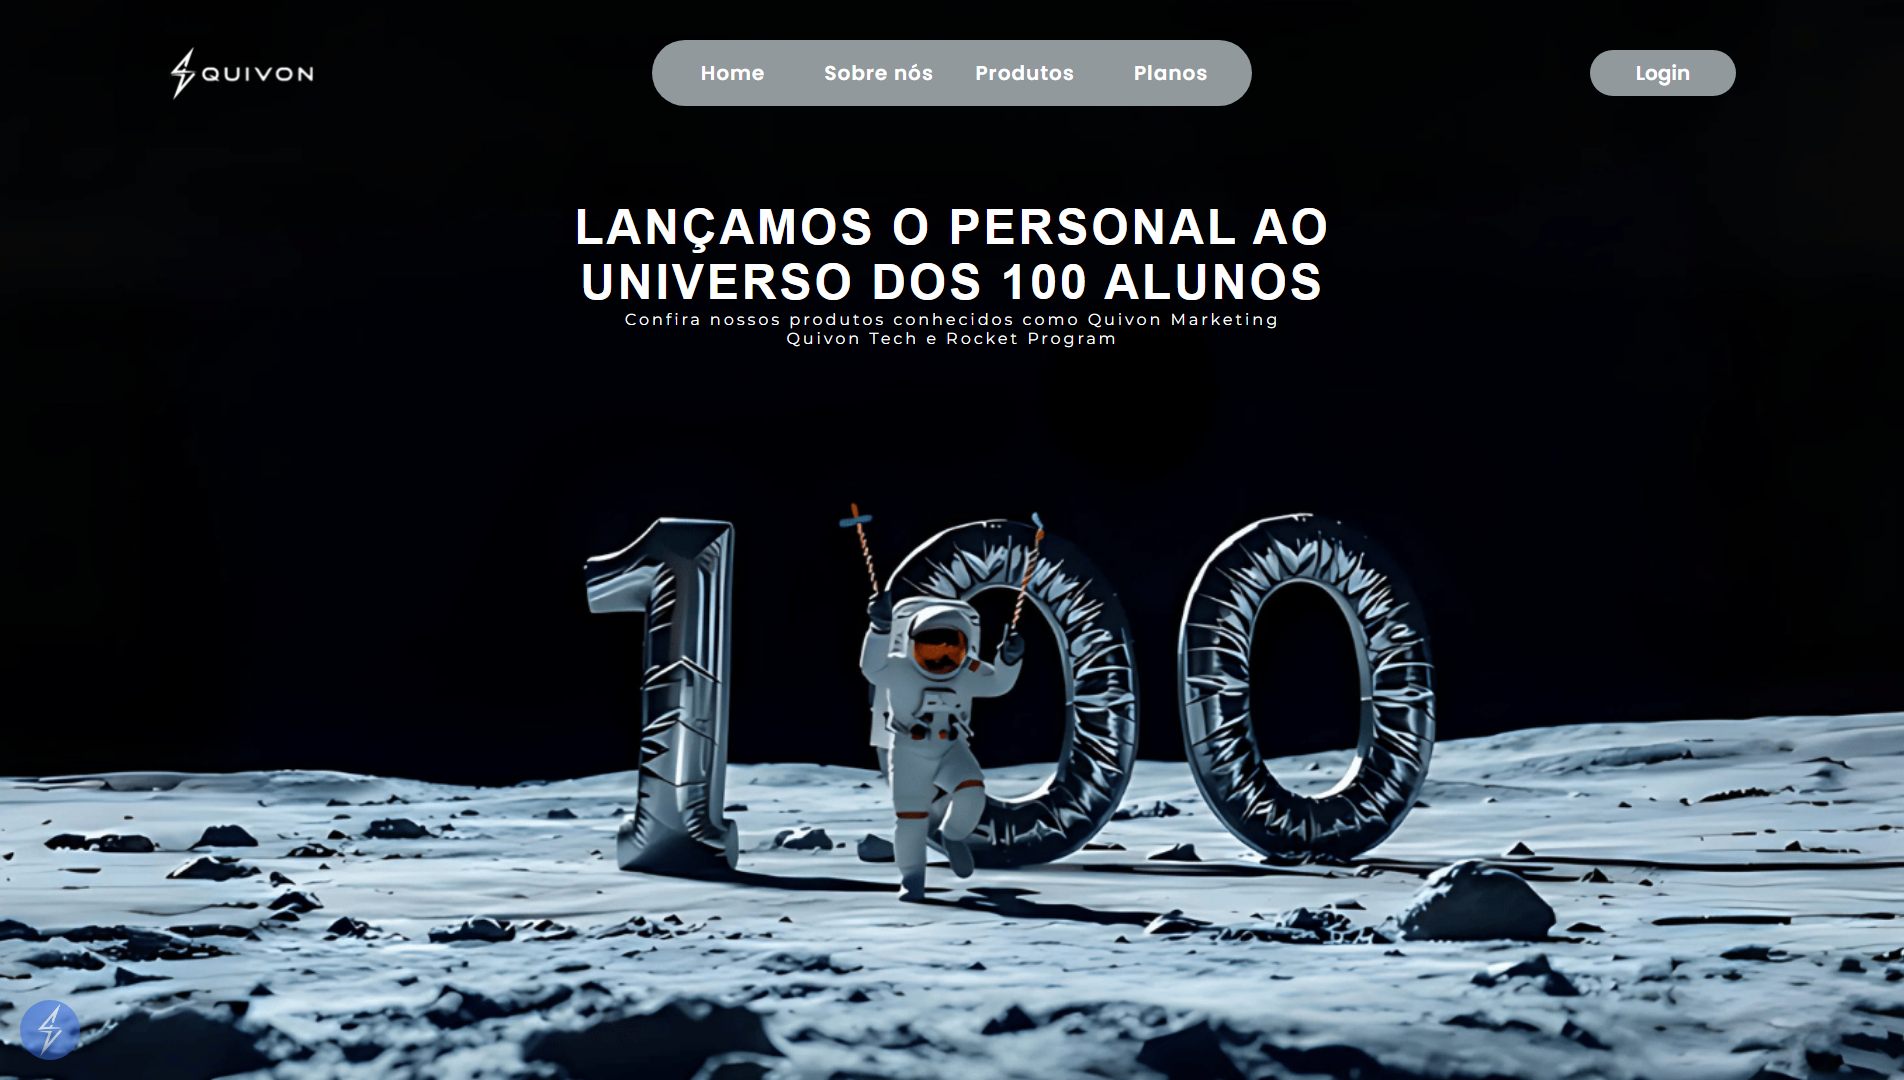 QUIVON
Home Sobre nós Produtos Planos
Login
LANÇAMOS O PERSONAL AO
UNIVERSO DOS 100 ALUNOS
Confira nossos produtos conhecidos como Quivon Marketing
Quivon Tech e Rocket Program
100